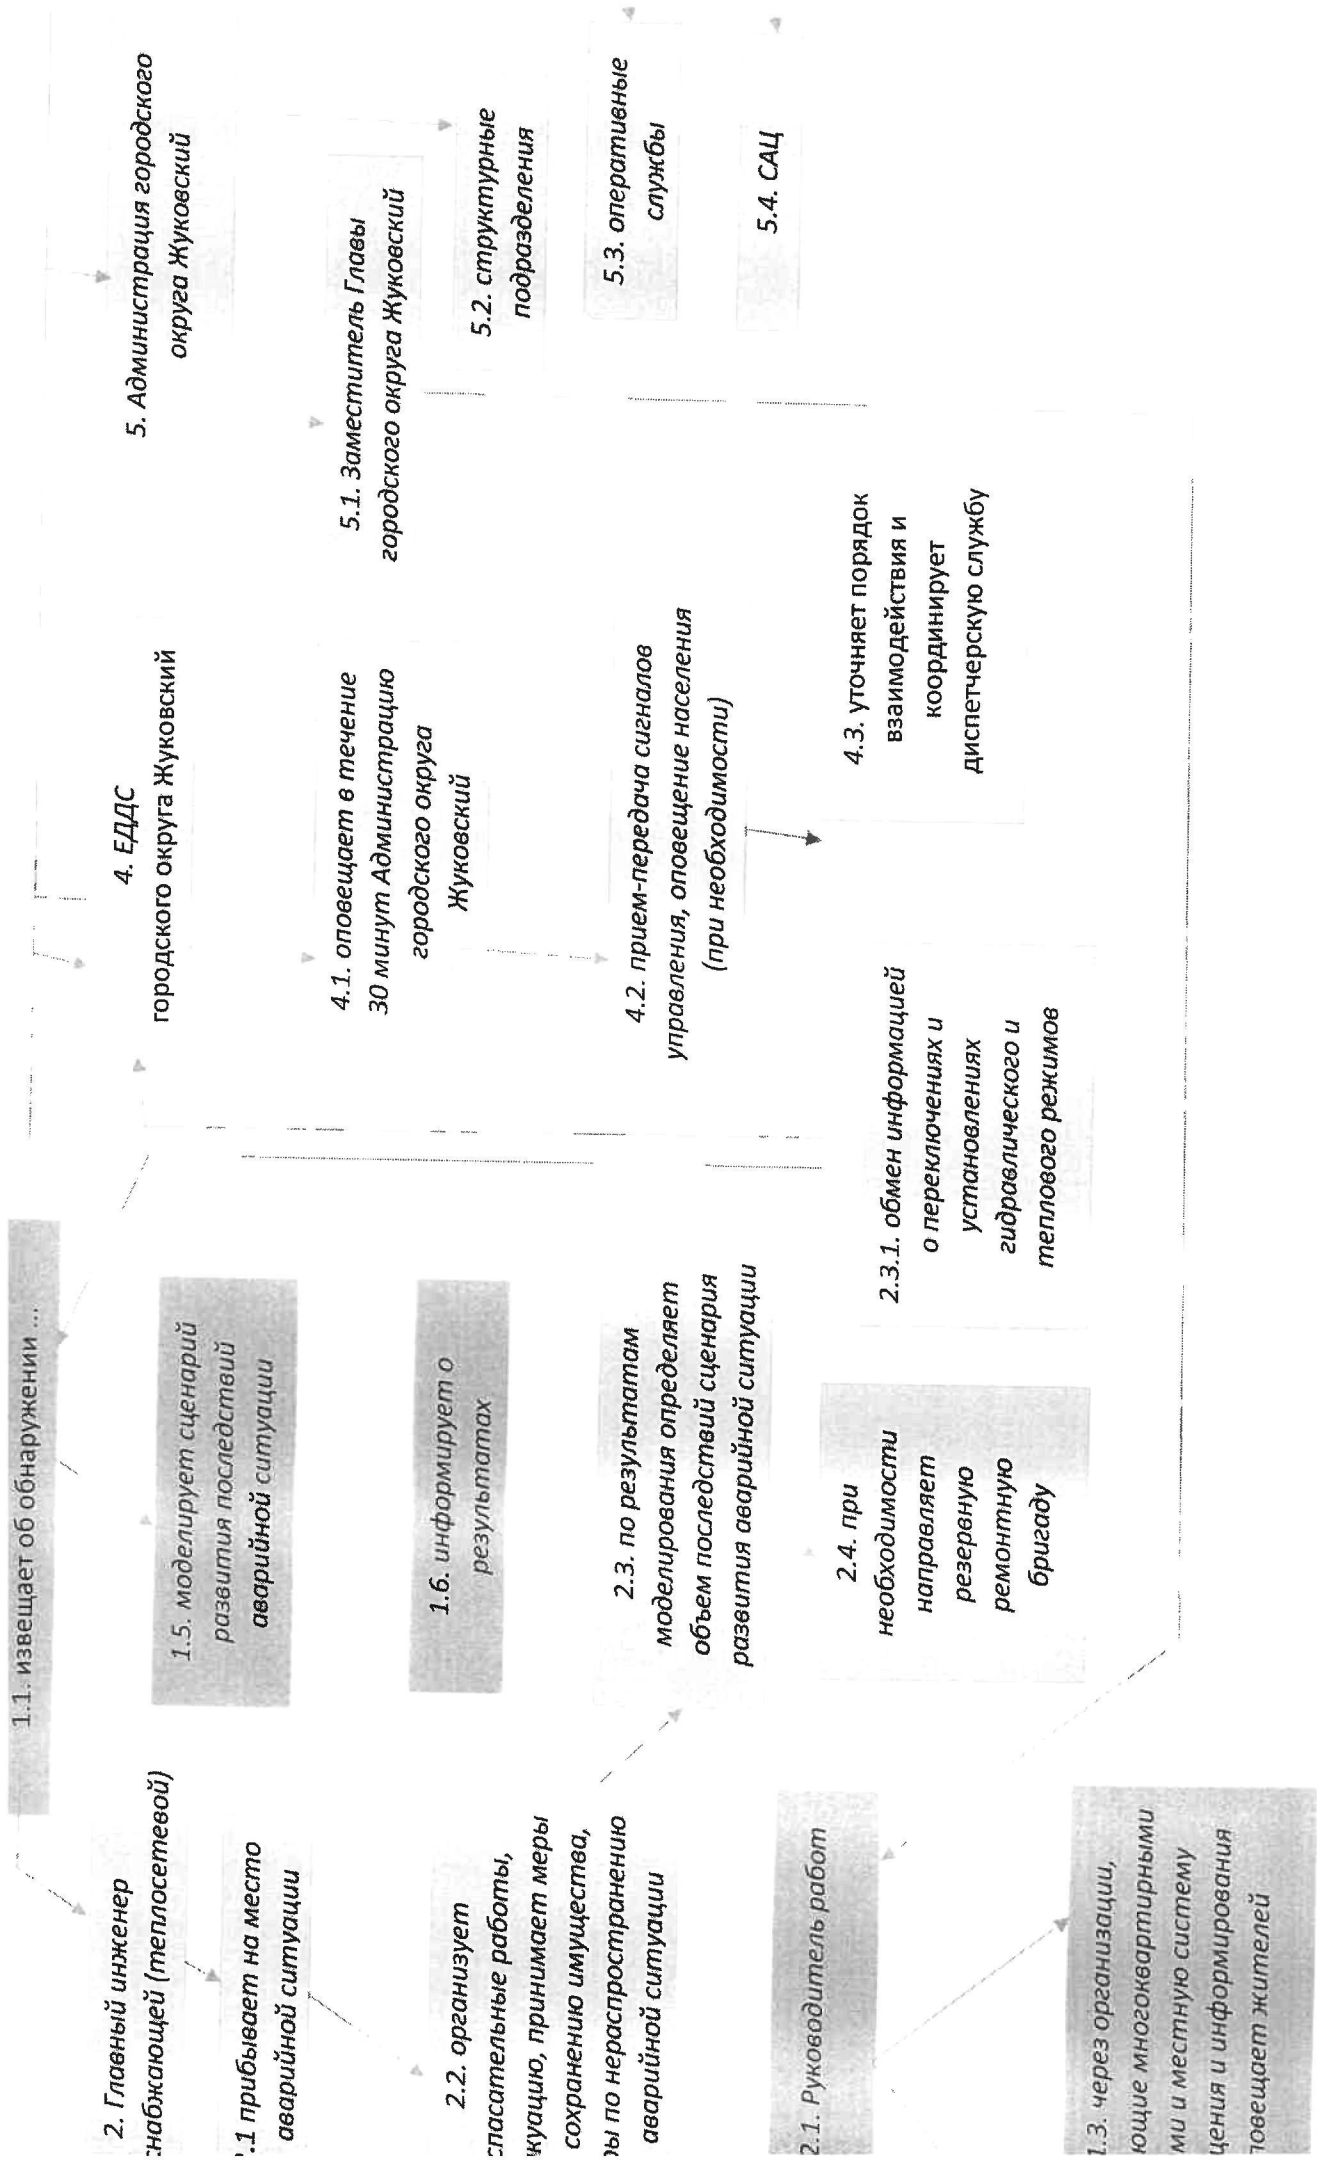 1.1. извещает об обнаружении ...
2. Главный инженер
снабжающей (теплосетевой)
.1 прибывает на место
аварийной ситуации
2.2. организует
спасательные работы,
куацию, принимает меры
сохранению имущества,
ры по нераспространению
аварийной ситуации
2.1. Руководитель работ
1.3. через организации,
ющие многоквартирными
ми и местную систему
щения и информирования
повещает жителей
1.5. моделирует сценарий
развития последствий
аварийной ситуации
1.6. информирует о
результатах
2.3. по результатам
моделирования определяет
объем последствий сценария
развития аварийной ситуации
2.4. при
необходимости
направляет
резервную
ремонтную
бригаду
2.3.1. обмен информацией
о переключениях и
установлениях
гидравлического и
теплового режимов
4. ЕДДС
городского округа Жуковский
4.1. оповещает в течение
30 минут Администрацию
городского округа
Жуковский
4.2. прием-передача сигналов
управления, оповещение населения
(при необходимости)
4.3. уточняет порядок
взаимодействия и
координирует
диспетчерскую службу
5. Администрация городского
округа Жуковский
5.1. Заместитель Главы
городского округа Жуковский
5.2. структурные
подразделения
5.3. оперативные
службы
5.4. САЦ